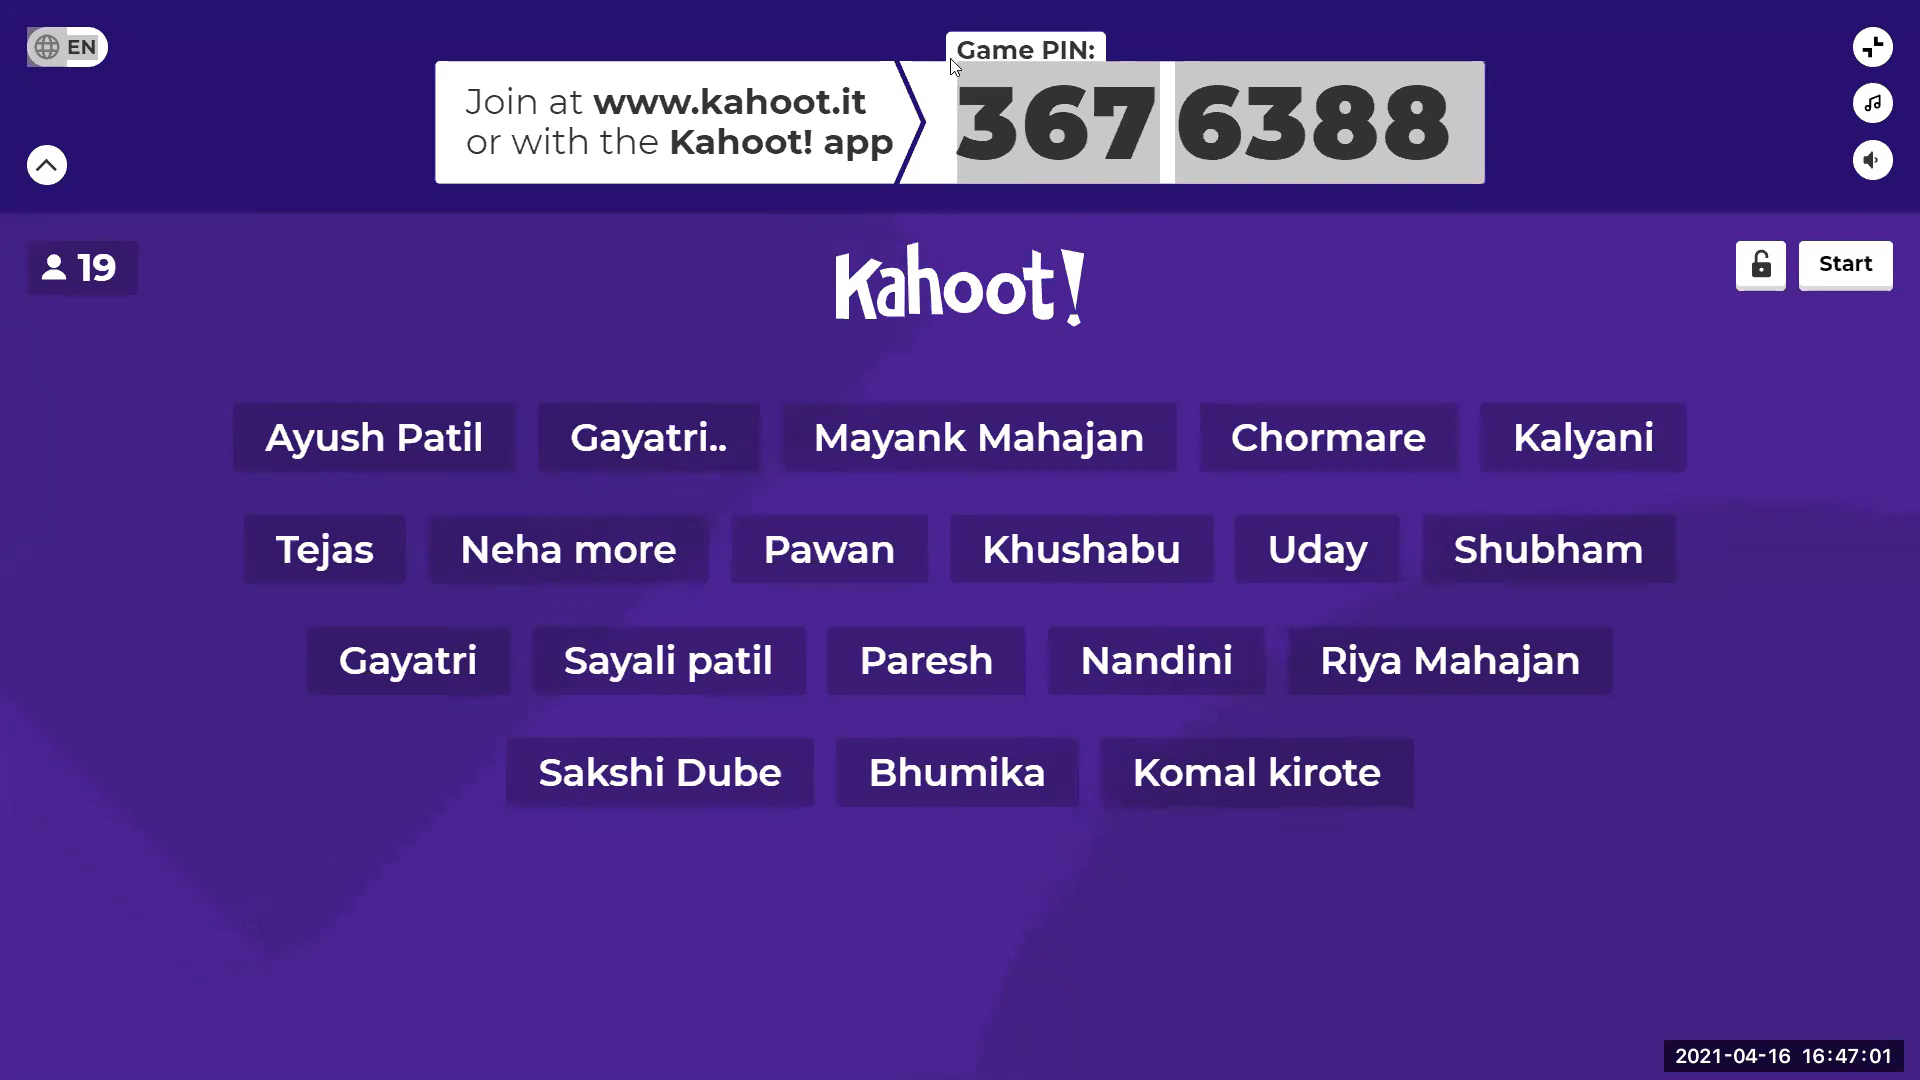 EN
Game PIN:
Join at www.kahoot.it
or with the Kahoot! app
367 6388
19
Kahoot!
Start
Ayush Patil Gayatri.. Mayank Mahajan Chormare Kalyani
Tejas Neha more Pawan Khushabu Uday Shubham
Gayatri Sayali patil Paresh Nandini Riya Mahajan
Sakshi Dube Bhumika Komal kirote
2021-04-16 16:47:01